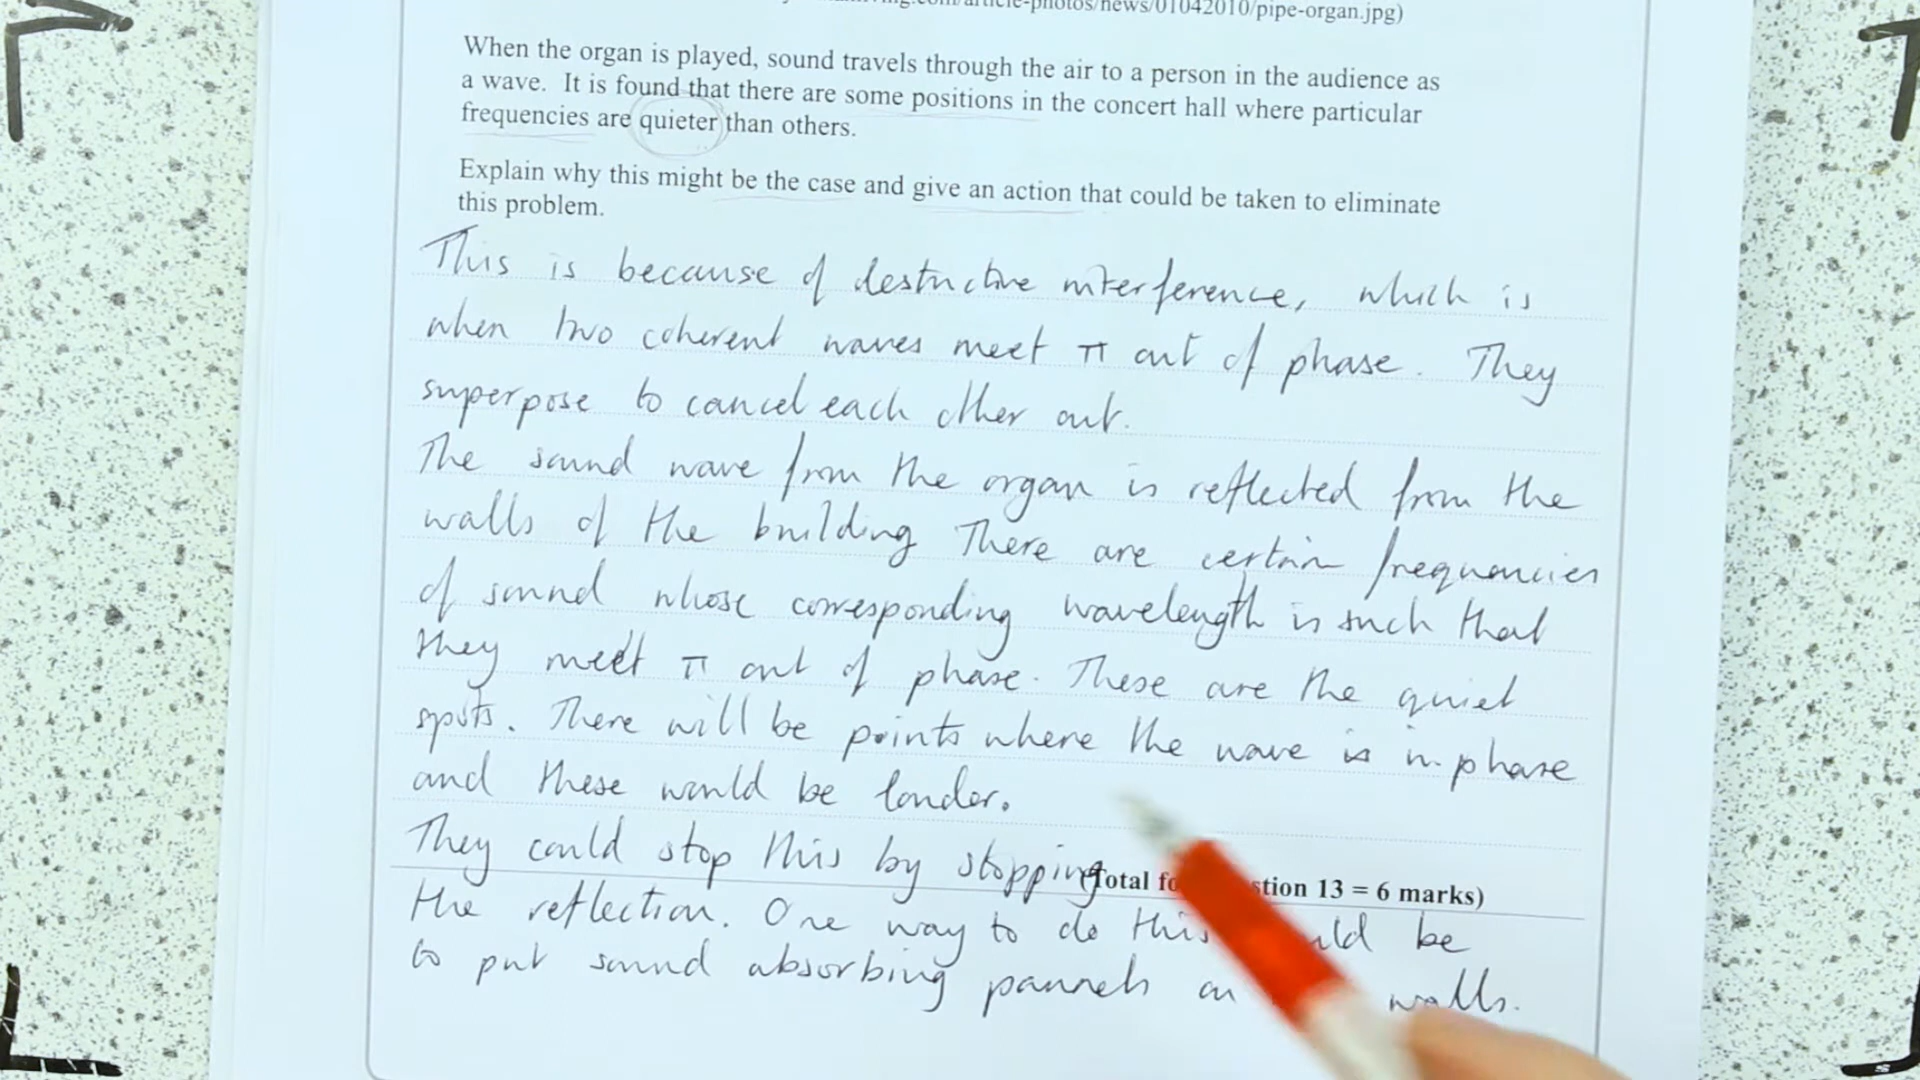 /article-photos/news/01042010/pipe-organ.jpg)
When the organ is played, sound travels through the air to a person in the audience as
a wave. It is found that there are some positions in the concert hall where particular
frequencies are quieter than others.
Explain why this might be the case and give an action that could be taken to eliminate
this problem.
This is because of destructive interference, which is
when two coherent waves meet π out of phase. They
superpose to cancel each other out.
The sound wave from the organ is reflected from the
walls of the building There are certain frequencies
of sound whose corresponding wavelength is such that
they meet π out of phase. These are the quiet
spots. There will be points where the wave is in phase
and these would be louder.
They could stop this by stopping
(Total fo stion 13 = 6 marks)
the reflection. One way to do this uld be
to put sound absorbing pannels on walls.